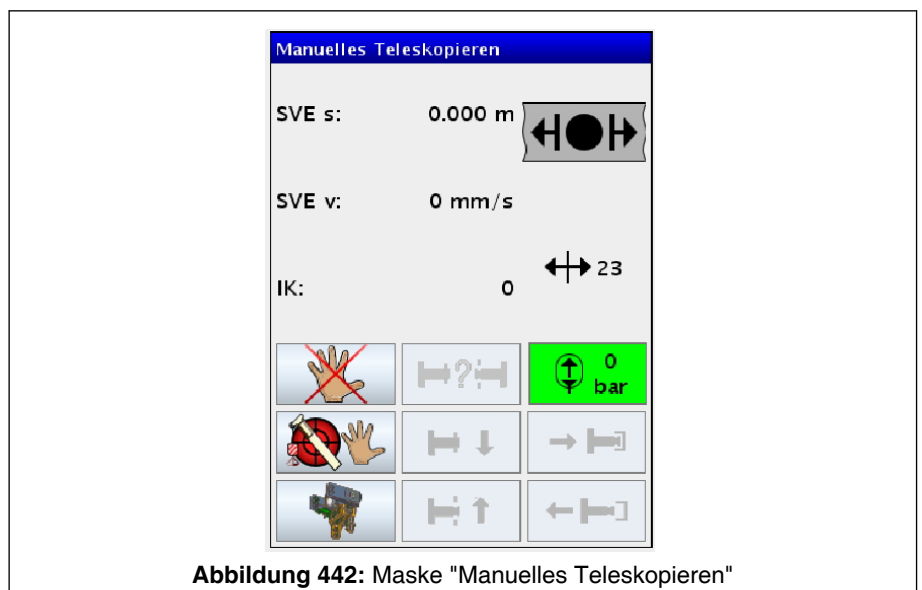 Manuelles Teleskopieren
SVE s: 0.000 m
SVE v: 0 mm/s
23
IK: 0
?
0
bar
Abbildung 442: Maske "Manuelles Teleskopieren"